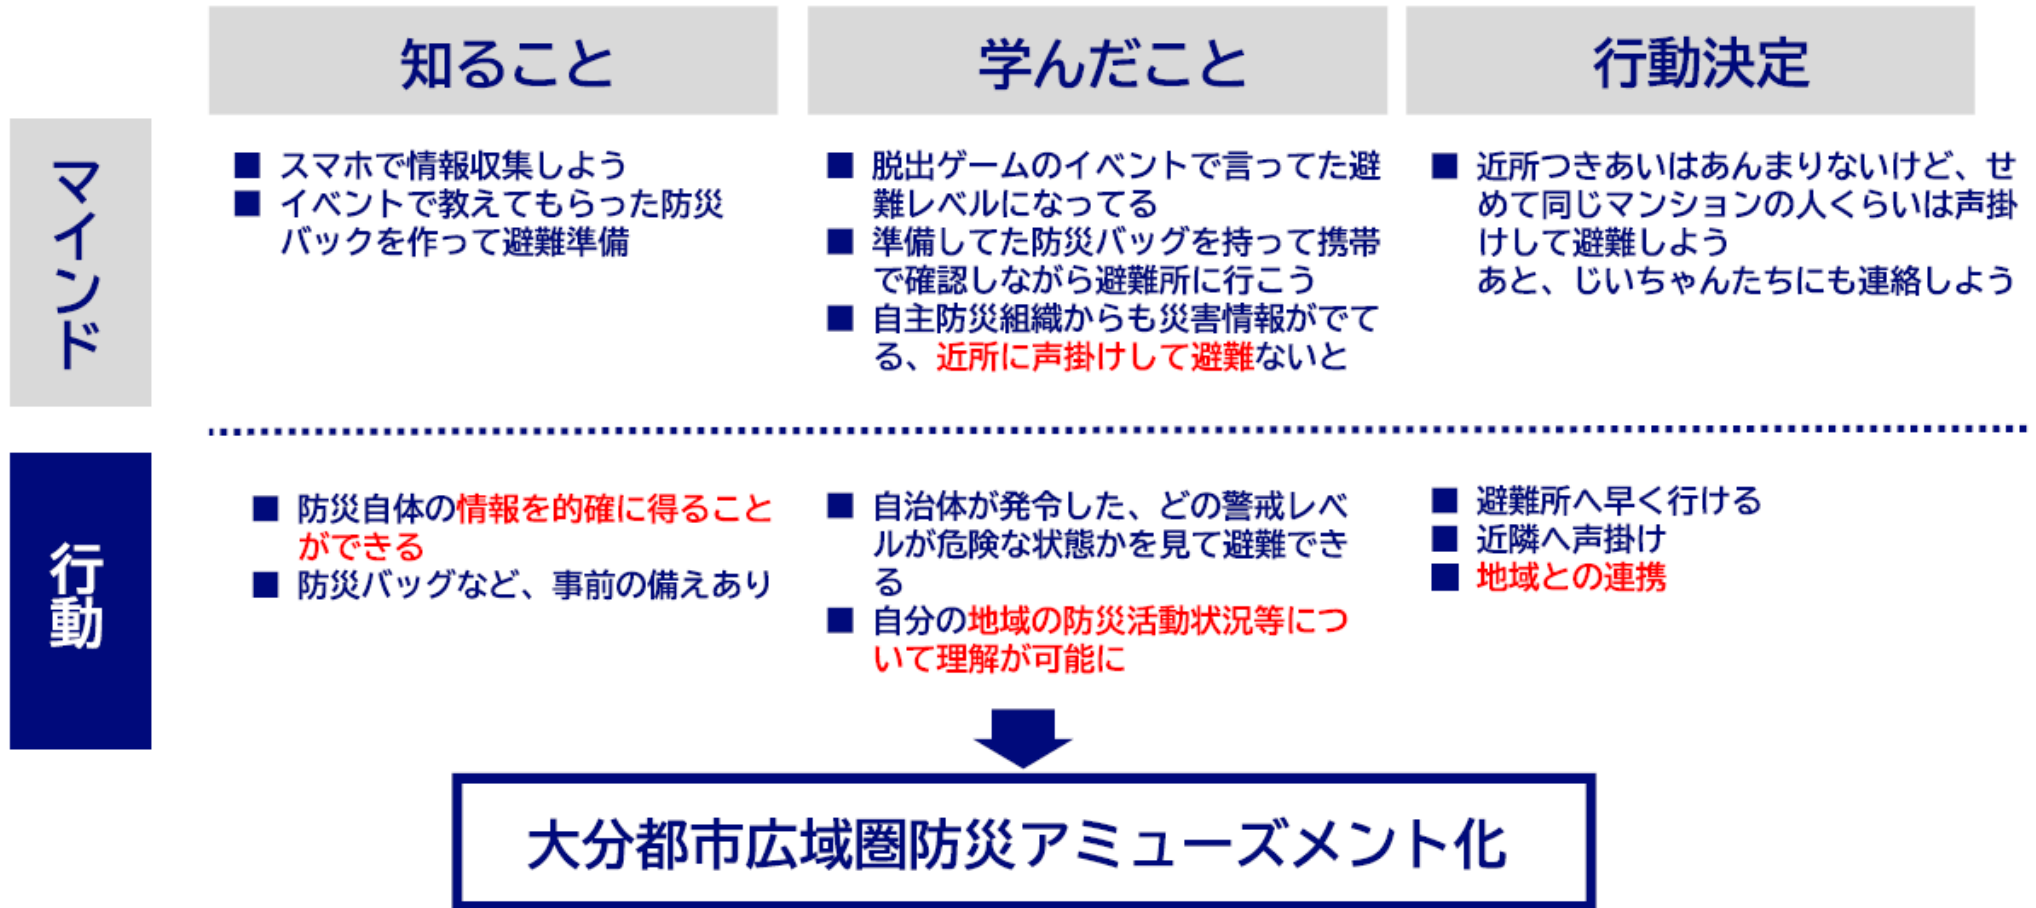 知ること
学んだこと
行動決定
マインド
■ スマホで情報収集しよう
■ イベントで教えてもらった防災
バックを作って避難準備
■ 脱出ゲームのイベントで言ってた避
難レベルになってる
■ 準備してた防災バッグを持って携帯
で確認しながら避難所に行こう
■ 自主防災組織からも災害情報がでて
る、近所に声掛けして避難ないと
■ 近所つきあいはあんまりないけど、せ
めて同じマンションの人くらいは声掛
けして避難しよう
あと、じいちゃんたちにも連絡しよう
行動
■ 防災自体の情報を的確に得ること
ができる
■ 防災バッグなど、事前の備えあり
■ 自治体が発令した、どの警戒レベ
ルが危険な状態かを見て避難でき
る
■ 自分の地域の防災活動状況等につ
いて理解が可能に
■ 避難所へ早く行ける
■ 近隣へ声掛け
■ 地域との連携
大分都市広域圏防災アミューズメント化